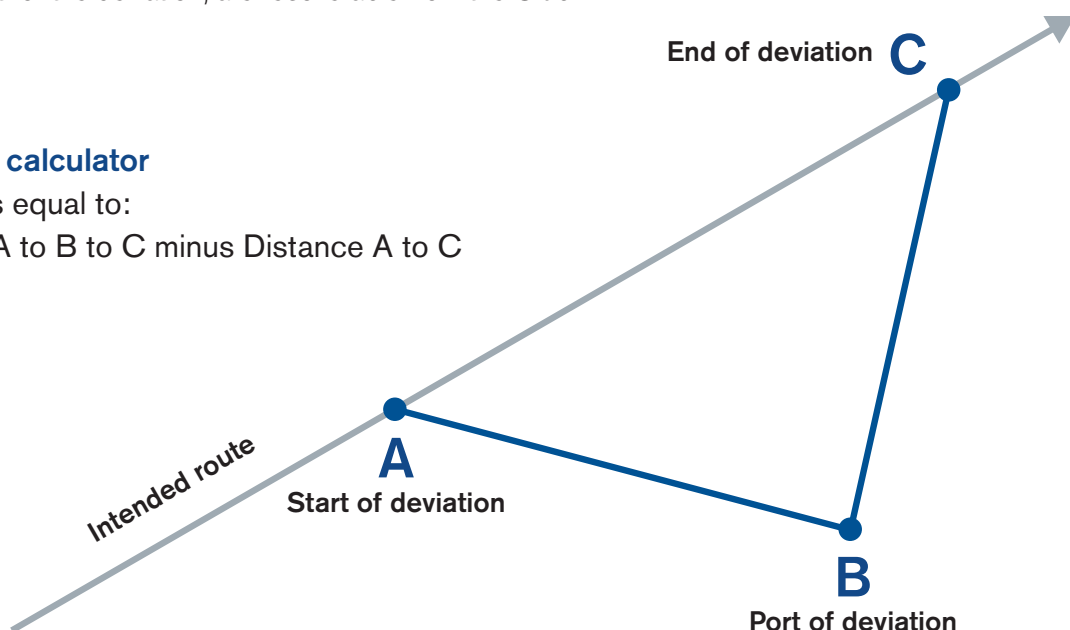 End of deviation C
calculator
equal to:
A to B to C minus Distance A to C
Intended route
A
Start of deviation
B
Port of deviation